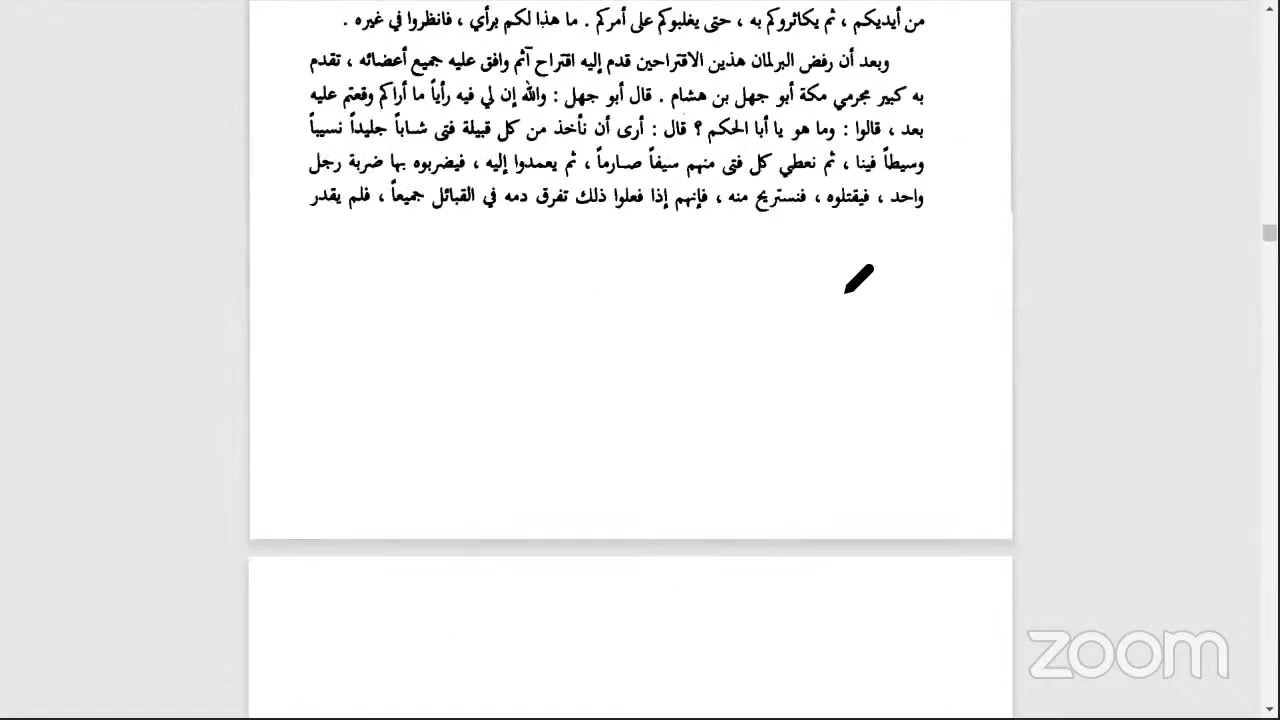 من أيديكم ، ثم يكاثروكم به ، حتى يغلبوكم على أمركم . ما هذا لكم برأي ، فانظروا في غيره .
وبعد أن رفض البرلمان هذين الاقتراحين قدم إليه اقتراح آثم وافق عليه جميع أعضائه ، تقدم
به كبير مجرمي مكة أبو جهل بن هشام . قال أبو جهل : والله إن لي فيه رأياً ما أراكم وقعتم عليه
بعد ، قالوا : وما هو يا أبا الحكم ؟ قال : أرى أن نأخذ من كل قبيلة فتى شاباً جليداً نسيباً
وسيطاً فينا ، ثم نعطي كل فتى منهم سيفاً صارماً ، ثم يعمدوا إليه ، فيضربوه بها ضربة رجل
واحد ، فيقتلوه ، فنستريح منه ، فإنهم إذا فعلوا ذلك تفرق دمه في القبائل جميعاً ، فلم يقدر
zoom